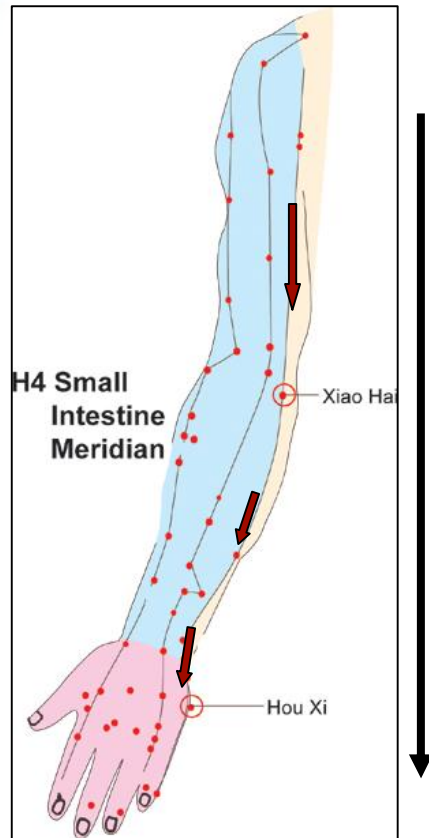 H4 Small
Intestine
Meridian
Xiao Hai
Hou Xi